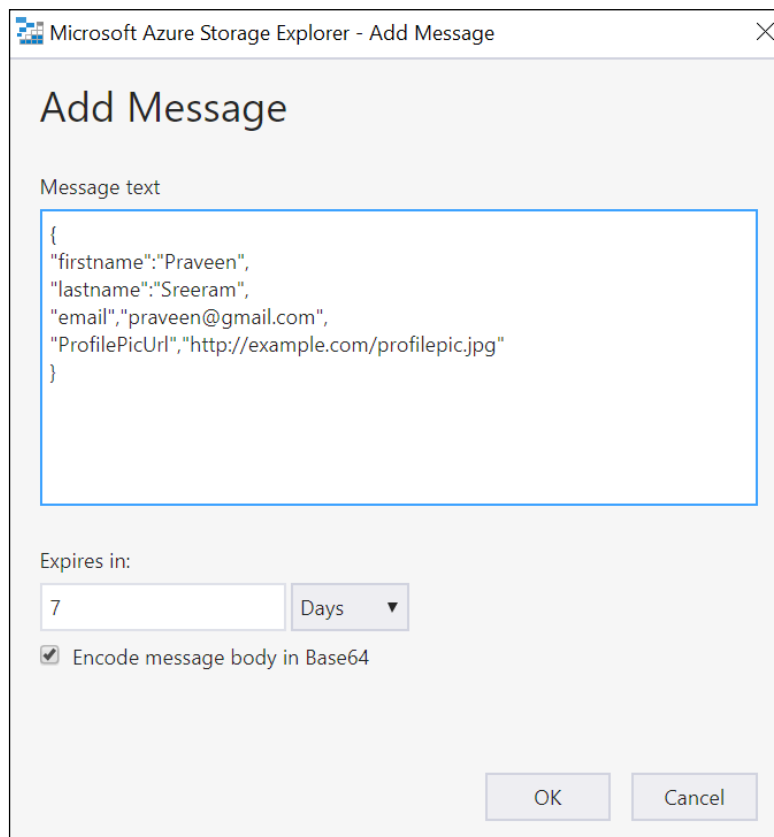 Microsoft Azure Storage Explorer - Add Message
Add Message
Message text
{
"firstname":"Praveen",
"lastname":"Sreeram",
"email","praveen@gmail.com",
"ProfilePicUrl","http://example.com/profilepic.jpg"
}
Expires in:
7 Days
Encode message body in Base64
OK Cancel